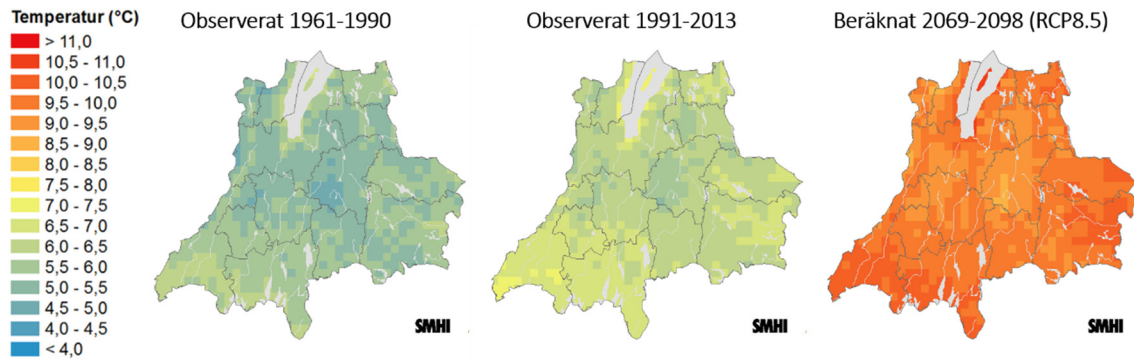 Temperatur (°C)
> 11,0
10,5 - 11,0
10,0 - 10,5
9,5 - 10,0
9,0 - 9,5
8,5 - 9,0
8,0 - 8,5
7,5 - 8,0
7,0 - 7,5
6,5 - 7,0
6,0 - 6,5
5,5 - 6,0
5,0 - 5,5
4,5 - 5,0
4,0 - 4,5
< 4,0
Observerat 1961-1990
SMHI
Observerat 1991-2013
SMHI
Beräknat 2069-2098 (RCP8.5)
SMHI